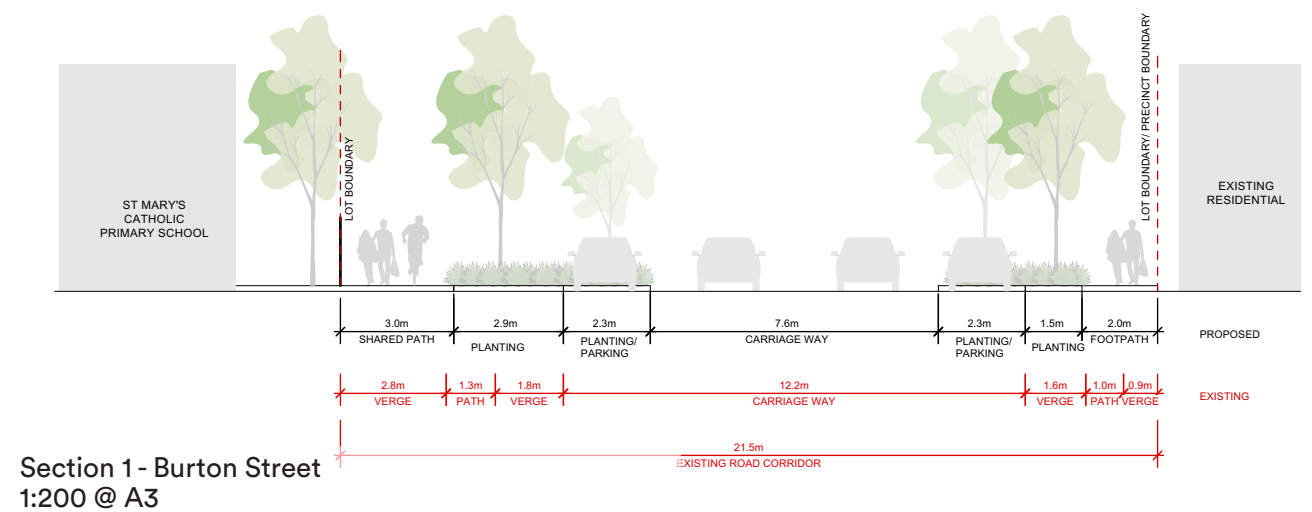 ST MARY'S
CATHOLIC
PRIMARY SCHOOL
LOT BOUNDARY
LOT BOUNDARY/ PRECINCT BOUNDARY
EXISTING
RESIDENTIAL
3.0m
SHARED PATH
2.9m
PLANTING
2.3m
PLANTING/
PARKING
7.6m
CARRIAGE WAY
2.3m
PLANTING/
PARKING
1.5m
PLANTING
2.0m
FOOTPATH
PROPOSED
2.8m
VERGE
1.3m
PATH
1.8m
VERGE
12.2m
CARRIAGE WAY
1.6m
VERGE
1.0m
PATH
0.9m
VERGE
EXISTING
21.5m
EXISTING ROAD CORRIDOR
Section 1 - Burton Street
1:200 @ A3